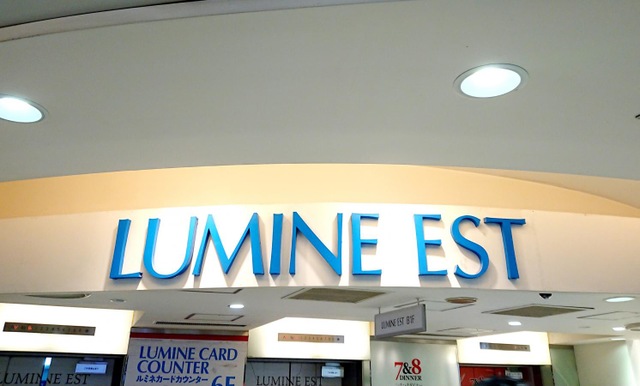 LUMINE EST
LUMINE EST B1F
LUMINE CARD
COUNTER
ルミネカードカウンター 6F
7&8
DINNER
LUMINE EST
LUMINE EST